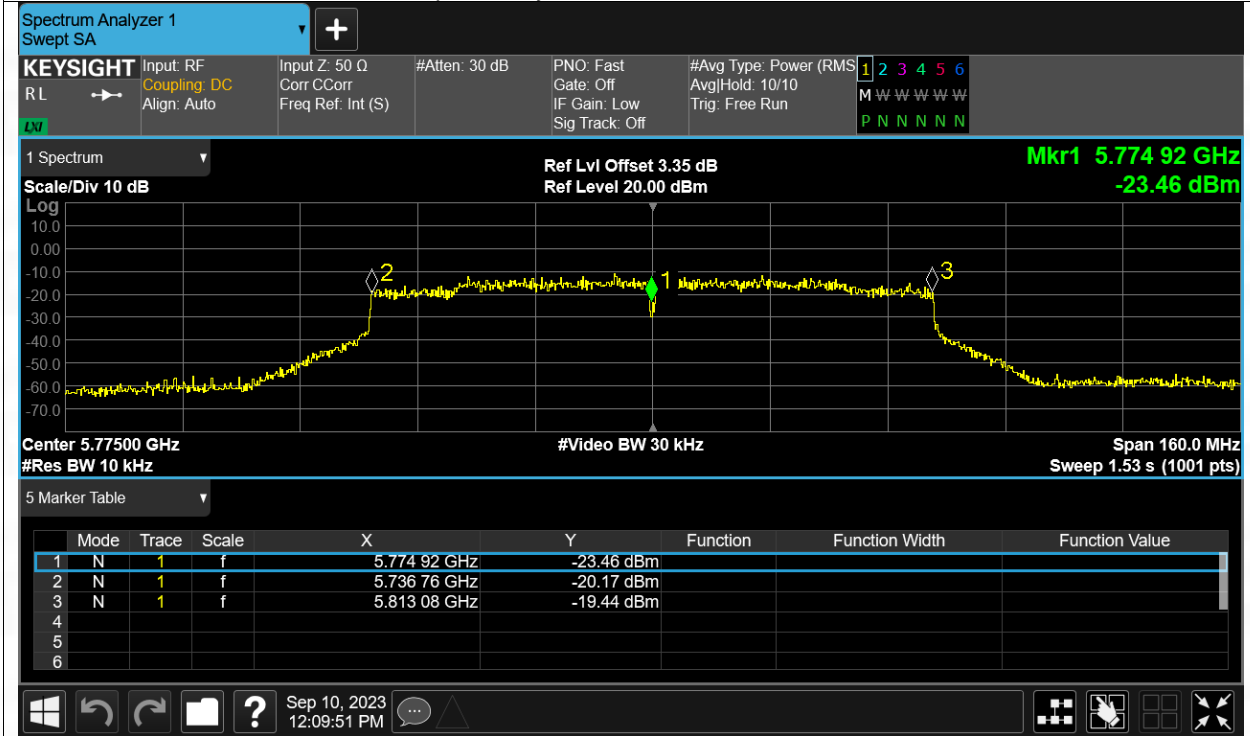 Spectrum Analyzer 1
Swept SA
+
KEYSIGHT
R L
LXI
Input: RF
Coupling: DC
Align: Auto
Input Z: 50 Ω
Corr CCorr
Freq Ref: Int (S)
#Atten: 30 dB
PNO: Fast
Gate: Off
IF Gain: Low
Sig Track: Off
#Avg Type: Power (RMS
Avg|Hold: 10/10
Trig: Free Run
1 2 3 4 5 6
M W W W W W
P N N N N N
1 Spectrum
Scale/Div 10 dB
Ref Lvl Offset 3.35 dB
Ref Level 20.00 dBm
Mkr1 5.774 92 GHz
-23.46 dBm
Log
10.0
0.00
-10.0
-20.0
-30.0
-40.0
-50.0
-60.0
-70.0
2
1
3
Center 5.77500 GHz
#Video BW 30 kHz
Span 160.0 MHz
#Res BW 10 kHz
Sweep 1.53 s (1001 pts)
5 Marker Table
Mode Trace Scale X Y Function Function Width Function Value
1 N 1 f 5.774 92 GHz -23.46 dBm
2 N 1 f 5.736 76 GHz -20.17 dBm
3 N 1 f 5.813 08 GHz -19.44 dBm
4
5
6
?
Sep 10, 2023
12:09:51 PM